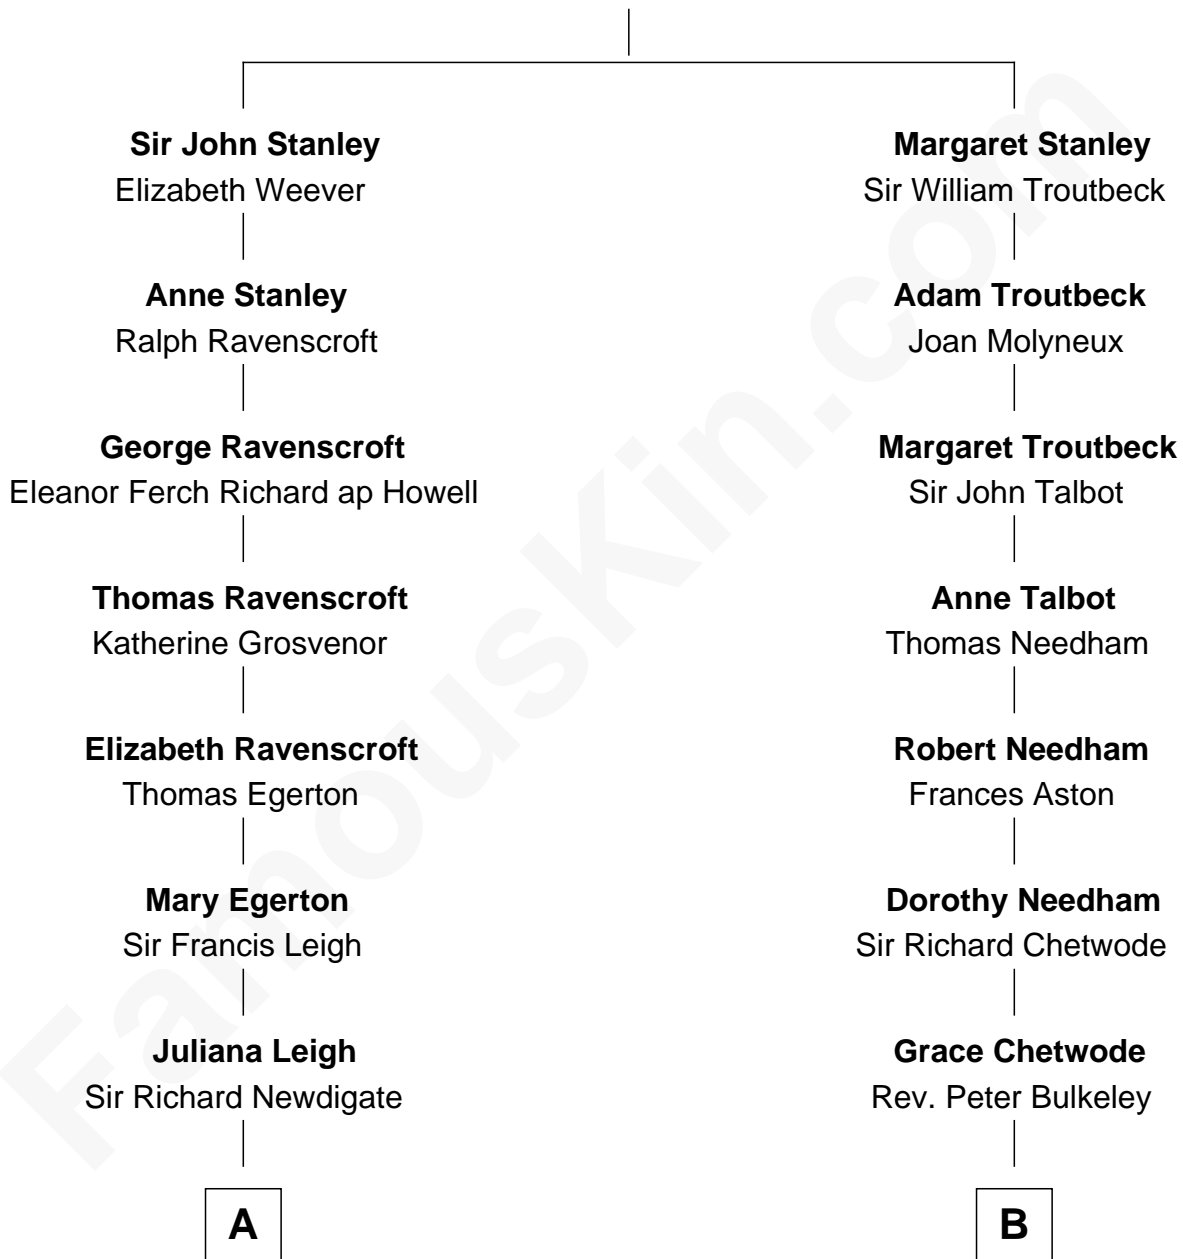 Sir John Stanley
Elizabeth Weever
Anne Stanley
Ralph Ravenscroft
George Ravenscroft
Eleanor Ferch Richard ap Howell
Thomas Ravenscroft
Katherine Grosvenor
Elizabeth Ravenscroft
Thomas Egerton
Mary Egerton
Sir Francis Leigh
Juliana Leigh
Sir Richard Newdigate
A
Margaret Stanley
Sir William Troutbeck
Adam Troutbeck
Joan Molyneux
Margaret Troutbeck
Sir John Talbot
Anne Talbot
Thomas Needham
Robert Needham
Frances Aston
Dorothy Needham
Sir Richard Chetwode
Grace Chetwode
Rev. Peter Bulkeley
B
FamousKin.com